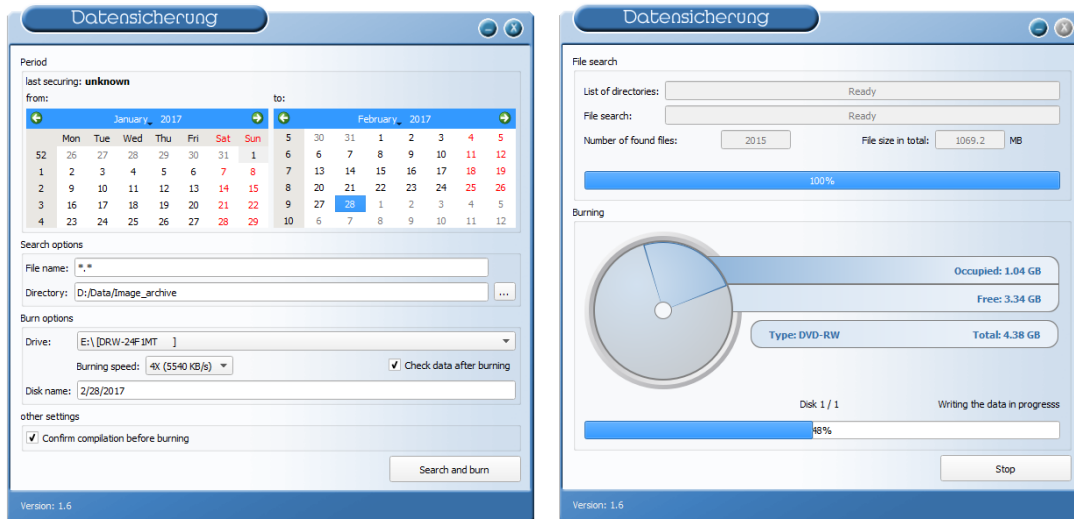 Datensicherung
Period
last securing: unknown
from:
to:
January 2017
February 2017
Mon Tue Wed Thu Fri Sat Sun
52 26 27 28 29 30 31 1
1 2 3 4 5 6 7 8
2 9 10 11 12 13 14 15
3 16 17 18 19 20 21 22
4 23 24 25 26 27 28 29
5 30 31 1 2 3 4 5
6 6 7 8 9 10 11 12
7 13 14 15 16 17 18 19
8 20 21 22 23 24 25 26
9 27 28 1 2 3 4 5
10 6 7 8 9 10 11 12
Search options
File name: *.*
Directory: D:/Data/Image_archive ...
Burn options
Drive: E:\ [DRW-24F1MT ]
Burning speed: 4X (5540 KB/s) Check data after burning
Disk name: 2/28/2017
other settings
Confirm compilation before burning
Search and burn
Version: 1.6
Datensicherung
File search
List of directories: Ready
File search: Ready
Number of found files: 2015 File size in total: 1069.2 MB
100%
Burning
Occupied: 1.04 GB
Free: 3.34 GB
Type: DVD-RW Total: 4.38 GB
Disk 1 / 1 Writing the data in progresss
48%
Stop
Version: 1.6